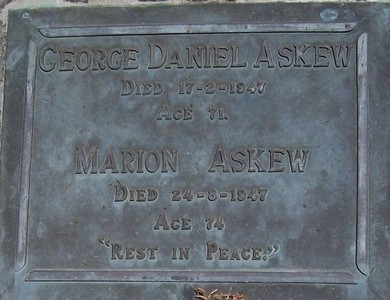 GEORGE DANIEL ASKEW
DIED 17-2-1947
AGE 71.
MARION ASKEW
DIED 24-8-1947
AGE 74
"REST IN PEACE."